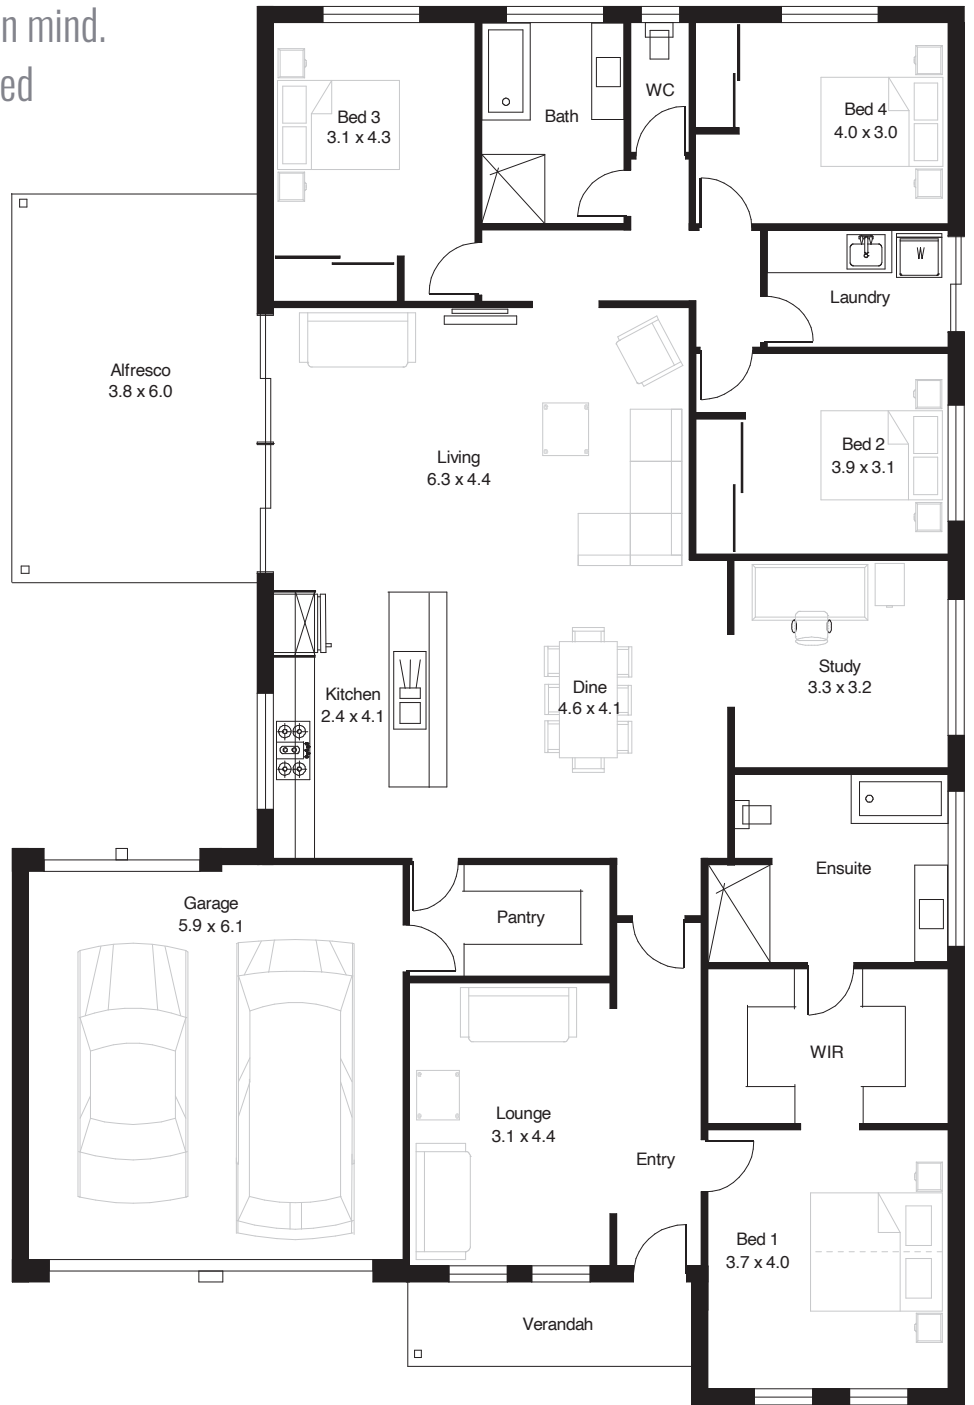 n mind.
ed
Bed 3
3.1 x 4.3
Bath
WC
Bed 4
4.0 x 3.0
W
Laundry
Alfresco
3.8 x 6.0
Living
6.3 x 4.4
Bed 2
3.9 x 3.1
Study
3.3 x 3.2
Kitchen
2.4 x 4.1
Dine
4.6 x 4.1
Ensuite
Garage
5.9 x 6.1
Pantry
WIR
Lounge
3.1 x 4.4
Entry
Bed 1
3.7 x 4.0
Verandah